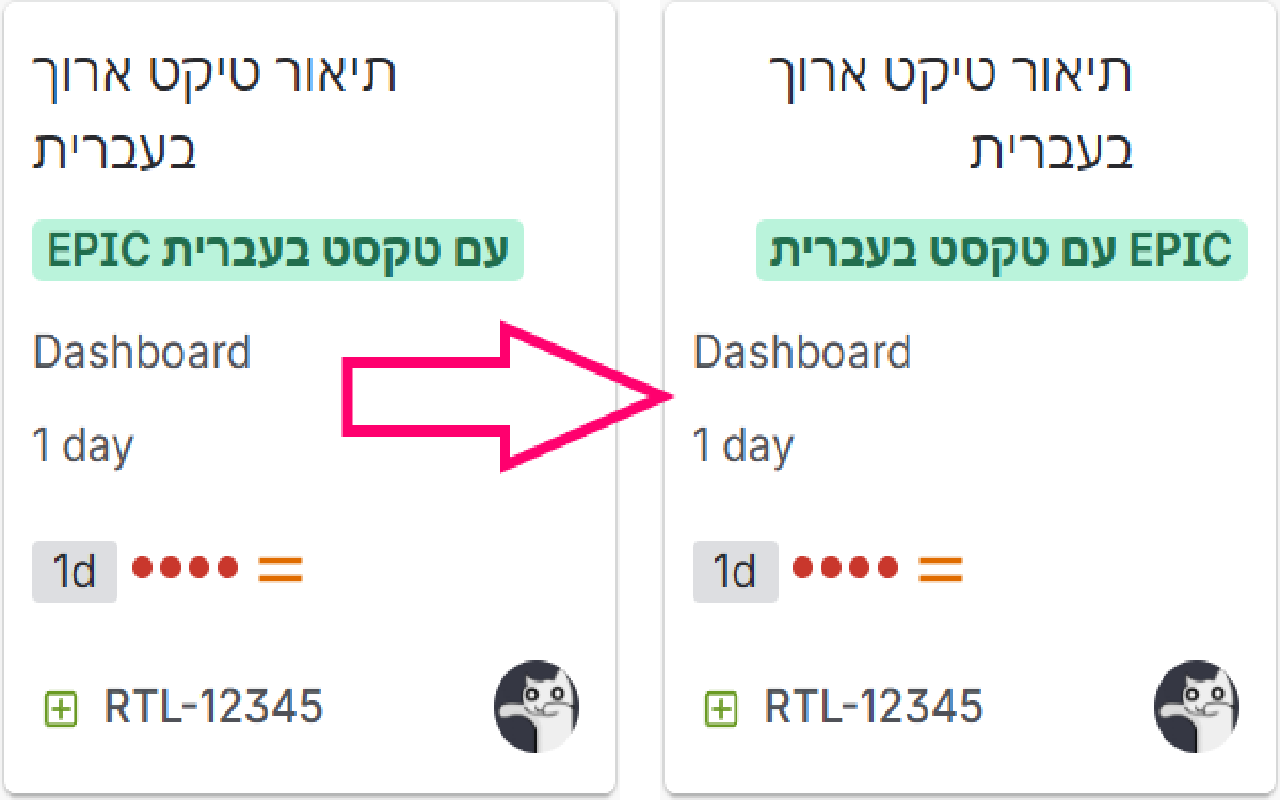 תיאור טיקט ארוך
בעברית
EPIC עם טקסט בעברית
Dashboard
1 day
1d
RTL-12345
תיאור טיקט ארוך
בעברית
EPIC עם טקסט בעברית
Dashboard
1 day
1d
RTL-12345